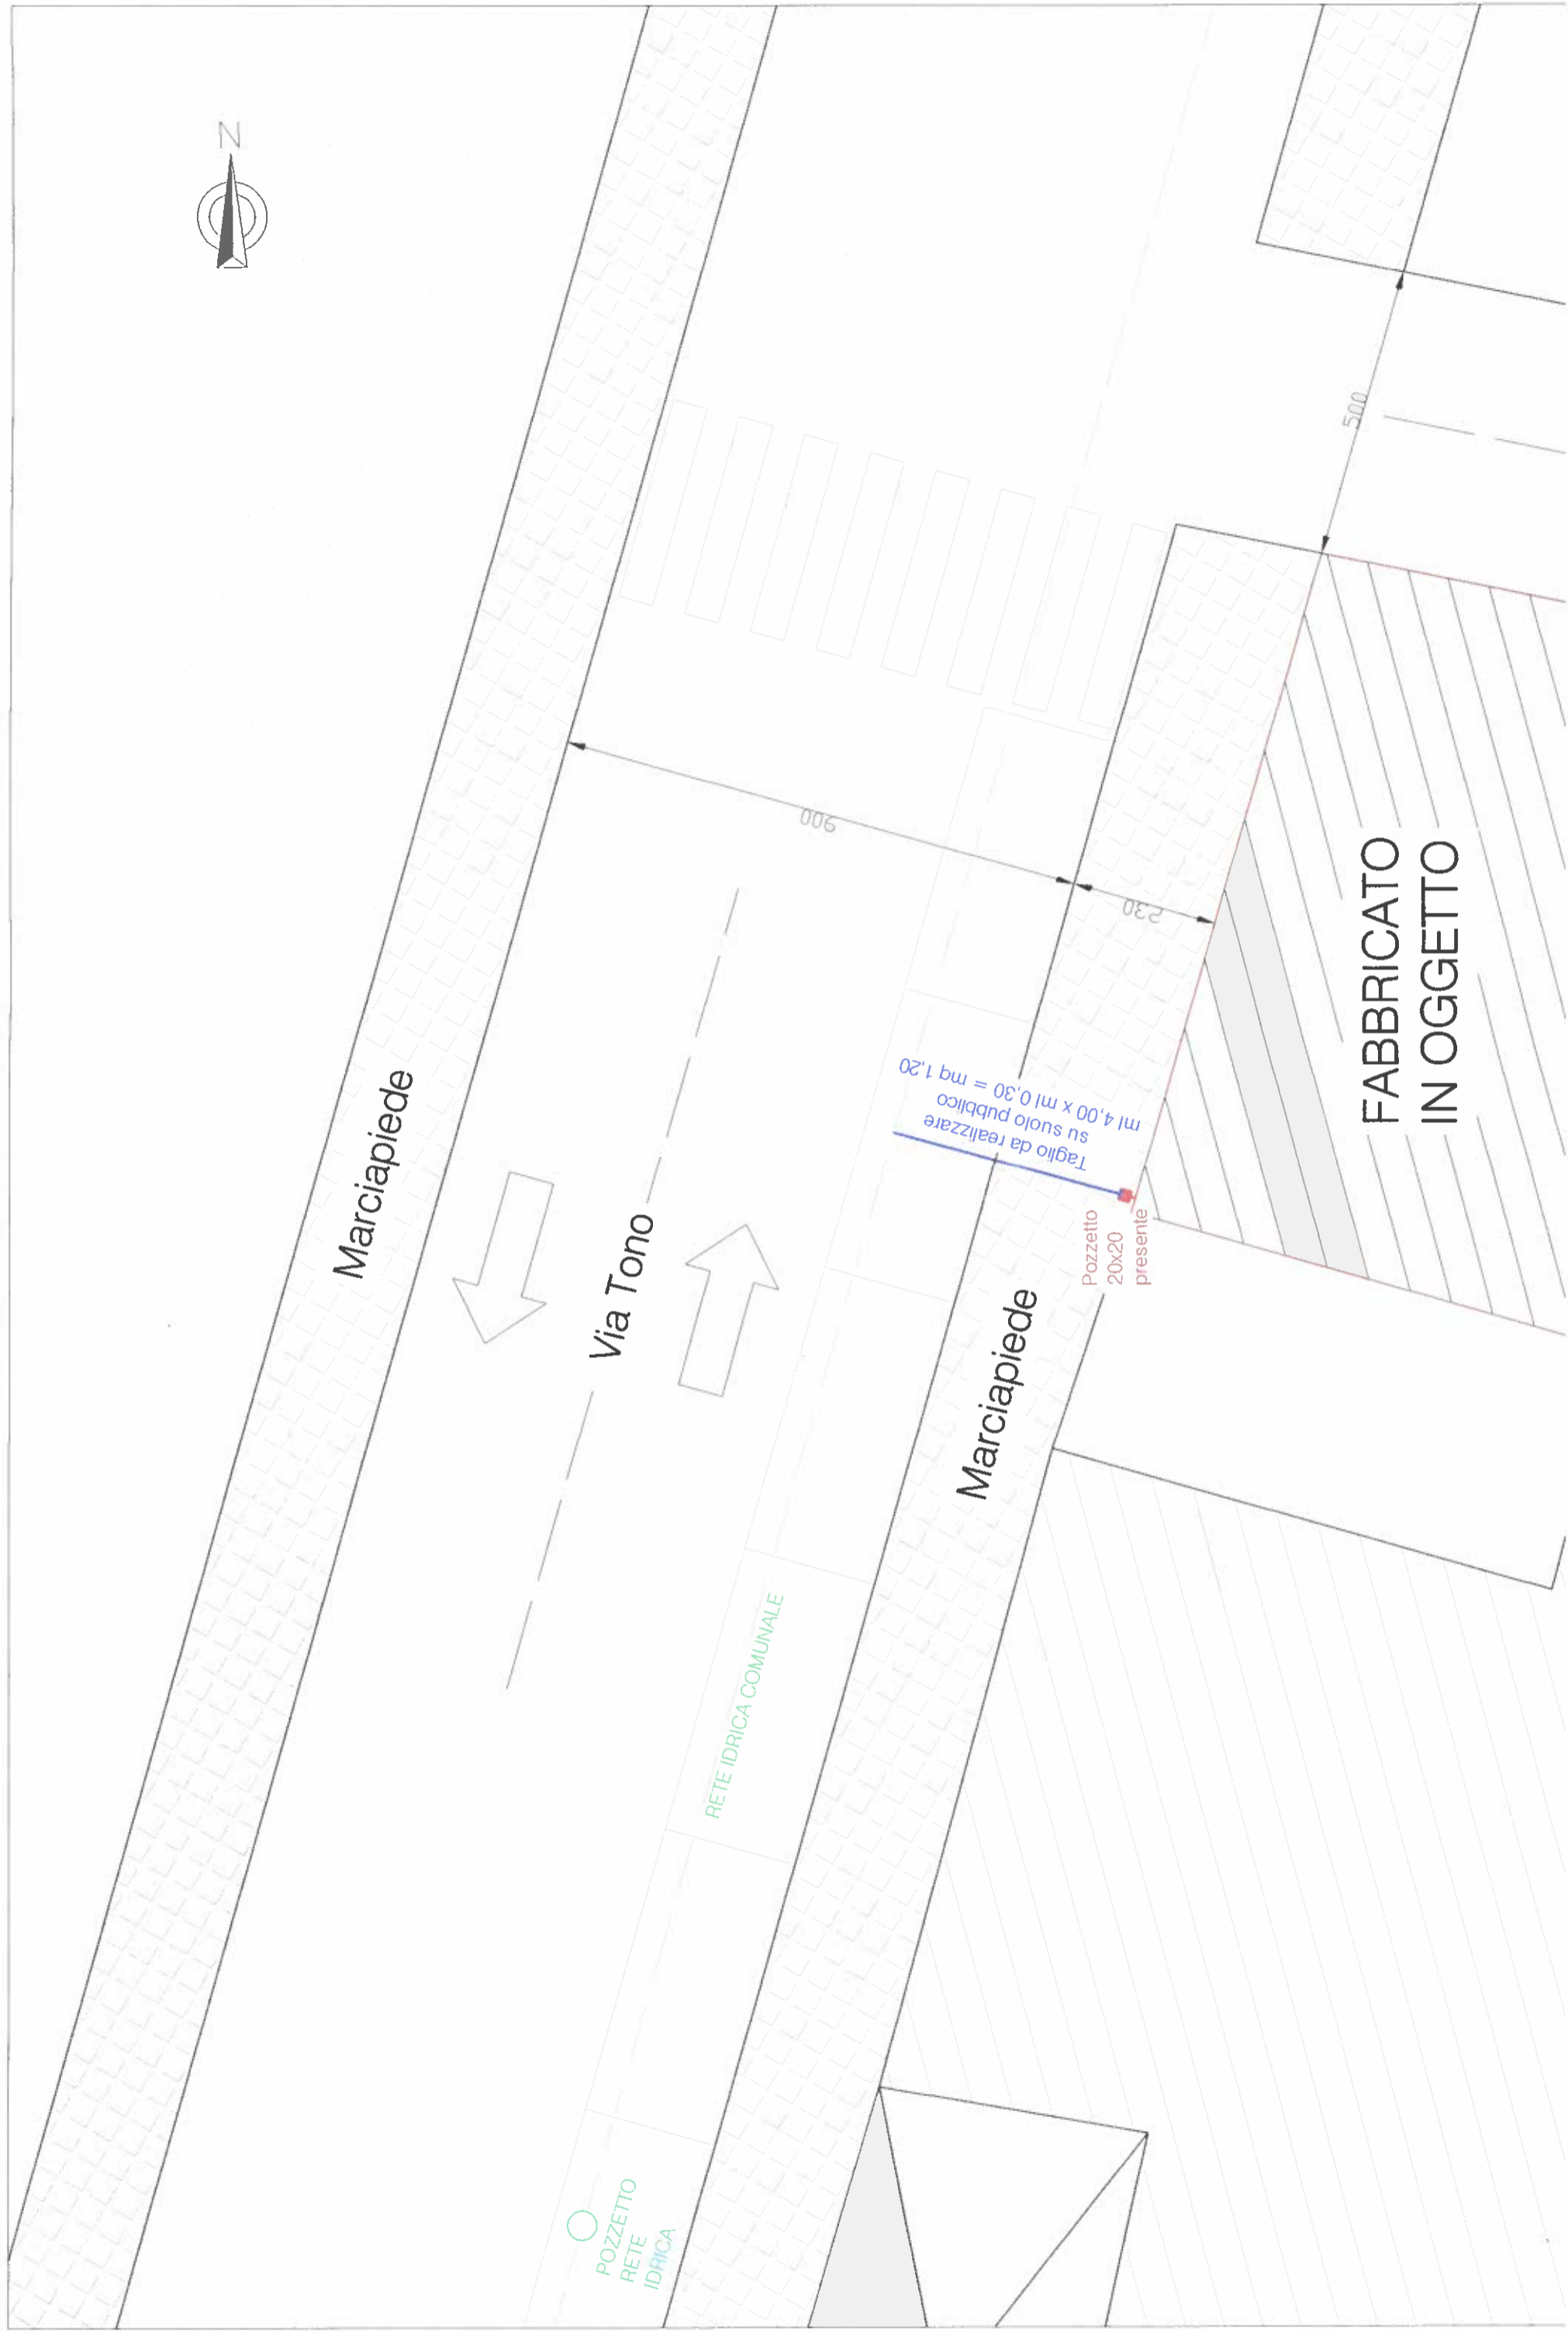 N
Marciapiede
Via Tono
900
500
230
Taglio da realizzare
su suolo pubblico
ml 4,00 x ml 0,30 = mq 1,20
Pozzetto
20x20
presente
Marciapiede
FABBRICATO
IN OGGETTO
RETE IDRICA COMUNALE
POZZETTO
RETE
IDRICA